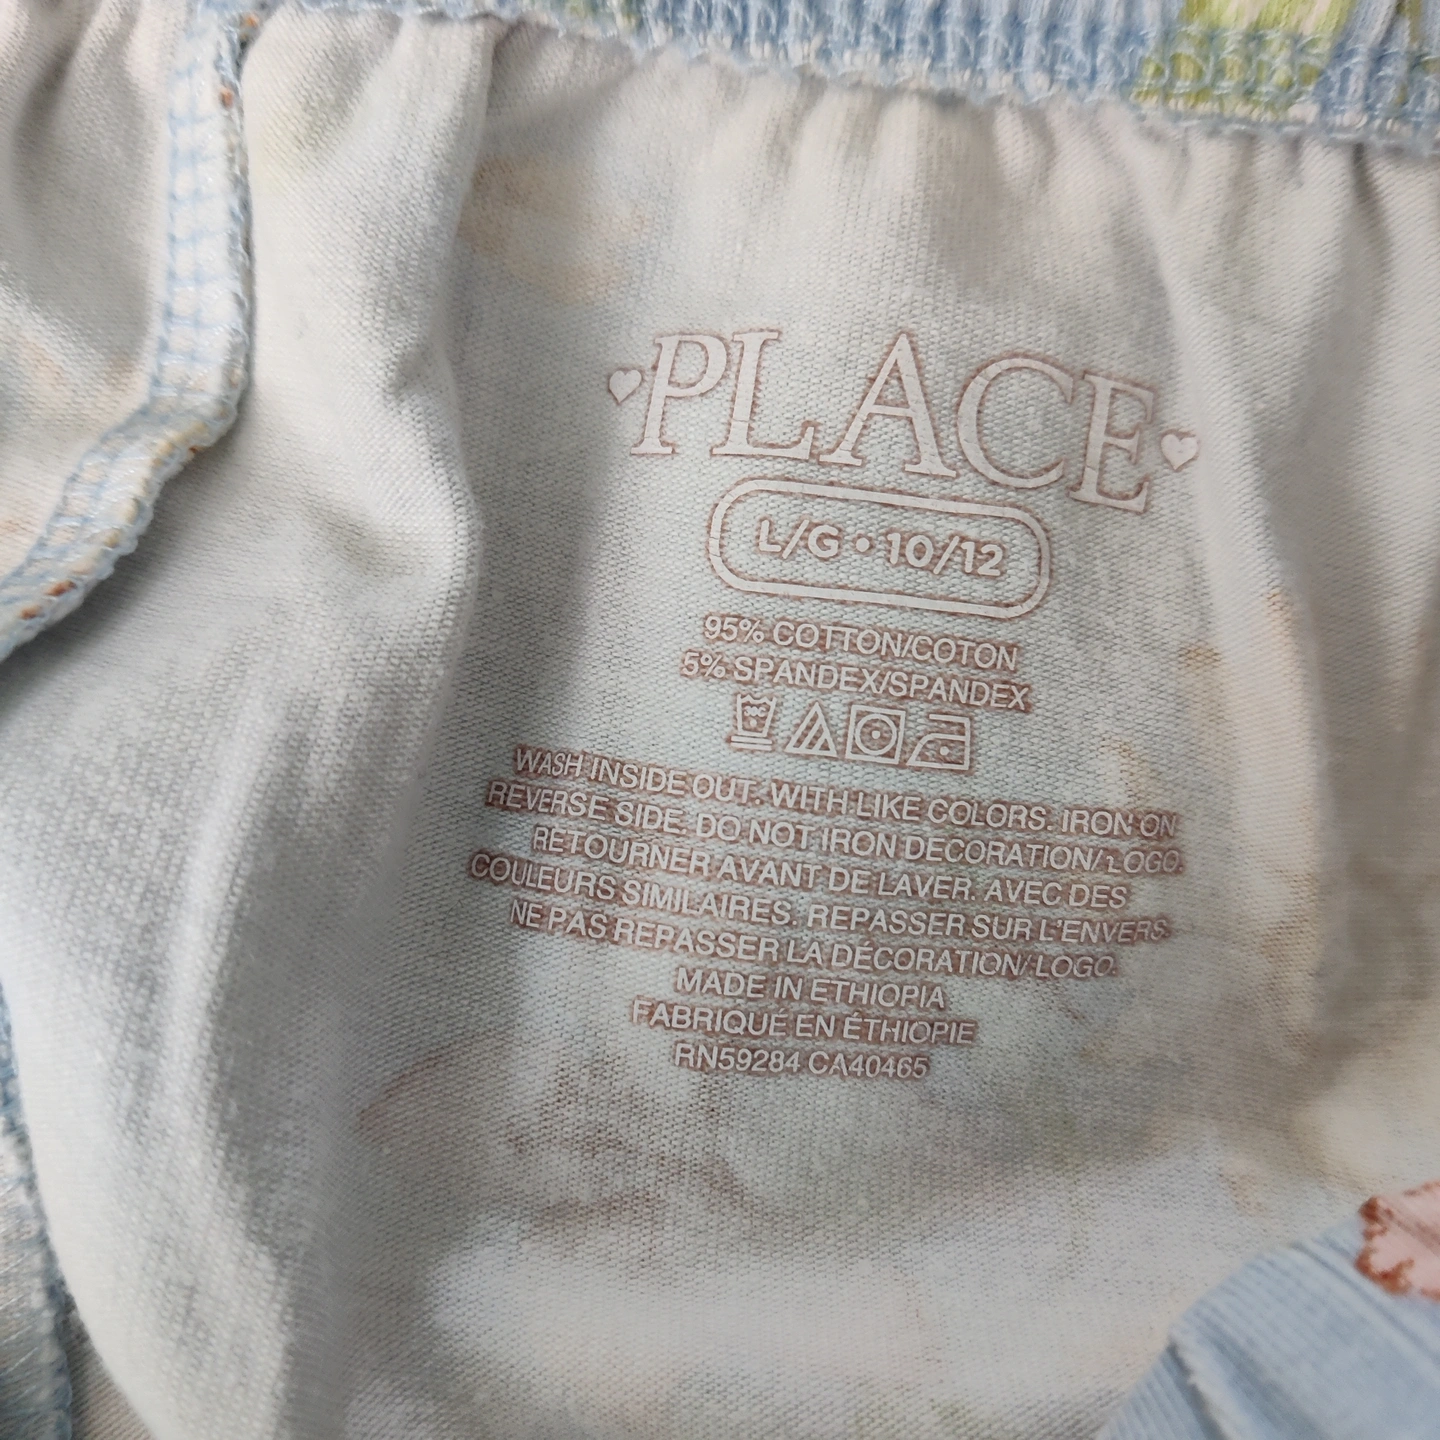 PLACE
L/G • 10/12
95% COTTON/COTON
5% SPANDEX/SPANDEX
WASH INSIDE OUT. WITH LIKE COLORS. IRON ON
REVERSE SIDE. DO NOT IRON DECORATION/LOGO.
RETOURNER AVANT DE LAVER. AVEC DES
COULEURS SIMILAIRES. REPASSER SUR L'ENVERS.
NE PAS REPASSER LA DÉCORATION/LOGO.
MADE IN ETHIOPIA
FABRIQUÉ EN ÉTHIOPIE
RN59284 CA40465